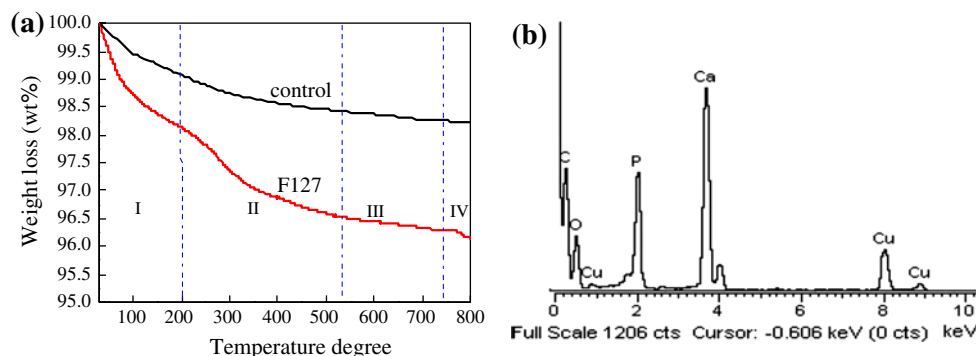 (a)
Weight loss (wt%)
100.0
99.5
99.0
98.5
98.0
97.5
97.0
96.5
96.0
95.5
95.0
control
F127
I
II
III
IV
100 200 300 400 500 600 700 800
Temperature degree
(b)
C
O
Cu
P
Ca
Cu
Cu
0 2 4 6 8 10
Full Scale 1206 cts Cursor: -0.606 keV (0 cts) keV